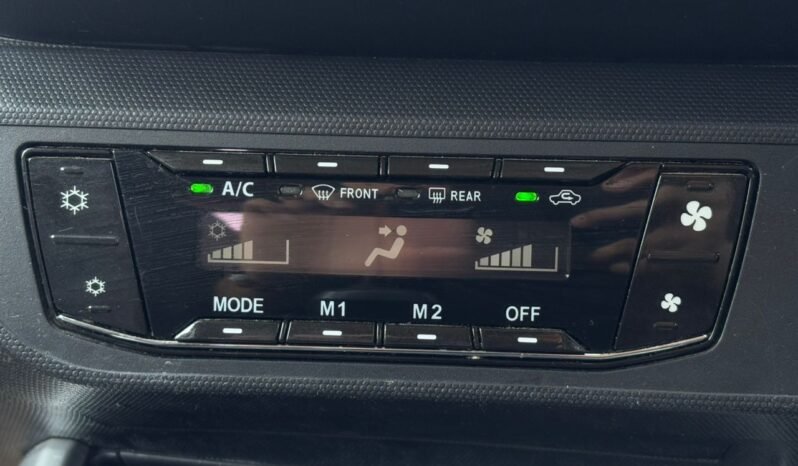 A/C FRONT REAR
MODE M1 M2 OFF